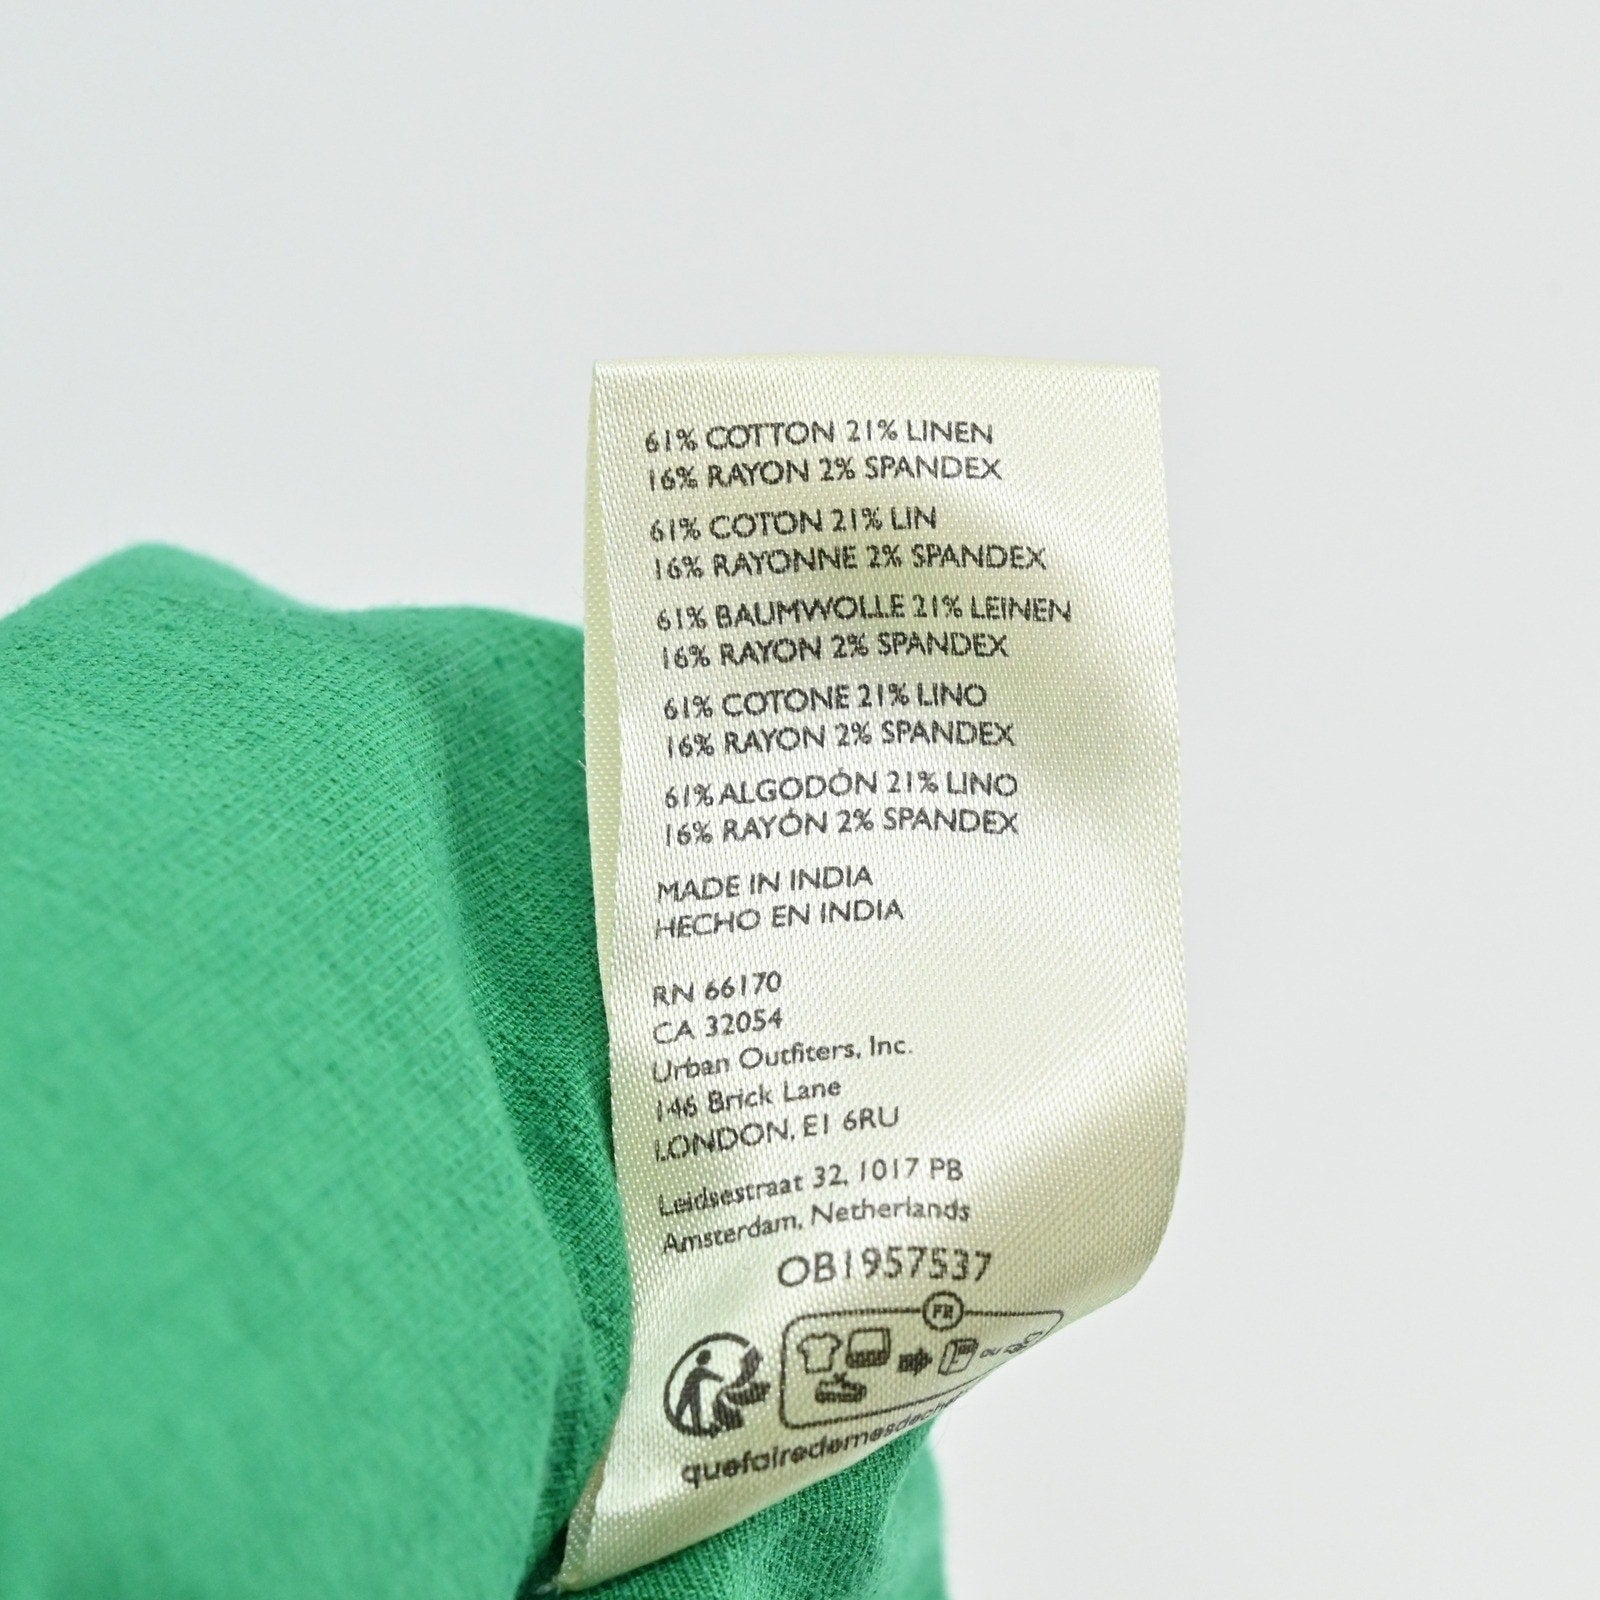 61% COTTON 21% LINEN
16% RAYON 2% SPANDEX
61% COTON 21% LIN
16% RAYONNE 2% SPANDEX
61% BAUMWOLLE 21% LEINEN
16% RAYON 2% SPANDEX
61% COTONE 21% LINO
16% RAYON 2% SPANDEX
61% ALGODÓN 21% LINO
16% RAYÓN 2% SPANDEX
MADE IN INDIA
HECHO EN INDIA
RN 66170
CA 32054
Urban Outfiters, Inc.
146 Brick Lane
LONDON, E1 6RU
Leidsestraat 32, 1017 PB
Amsterdam, Netherlands
OB1957537
FR
ou